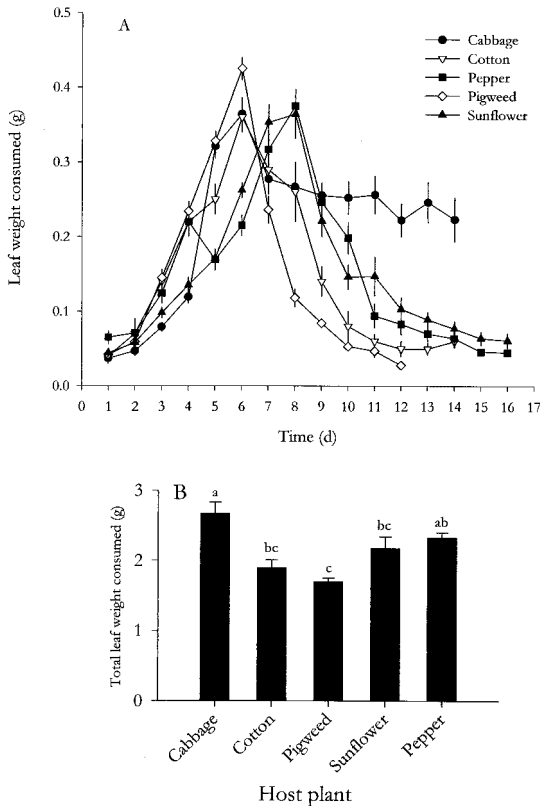 A
Cabbage
Cotton
Pepper
Pigweed
Sunflower
0.5
0.4
0.3
0.2
0.1
0.0
Leaf weight consumed (g)
0 1 2 3 4 5 6 7 8 9 10 11 12 13 14 15 16 17
Time (d)
B
3
2
1
0
Total leaf weight consumed (g)
a
bc
c
bc
ab
Cabbage
Cotton
Pigweed
Sunflower
Pepper
Host plant